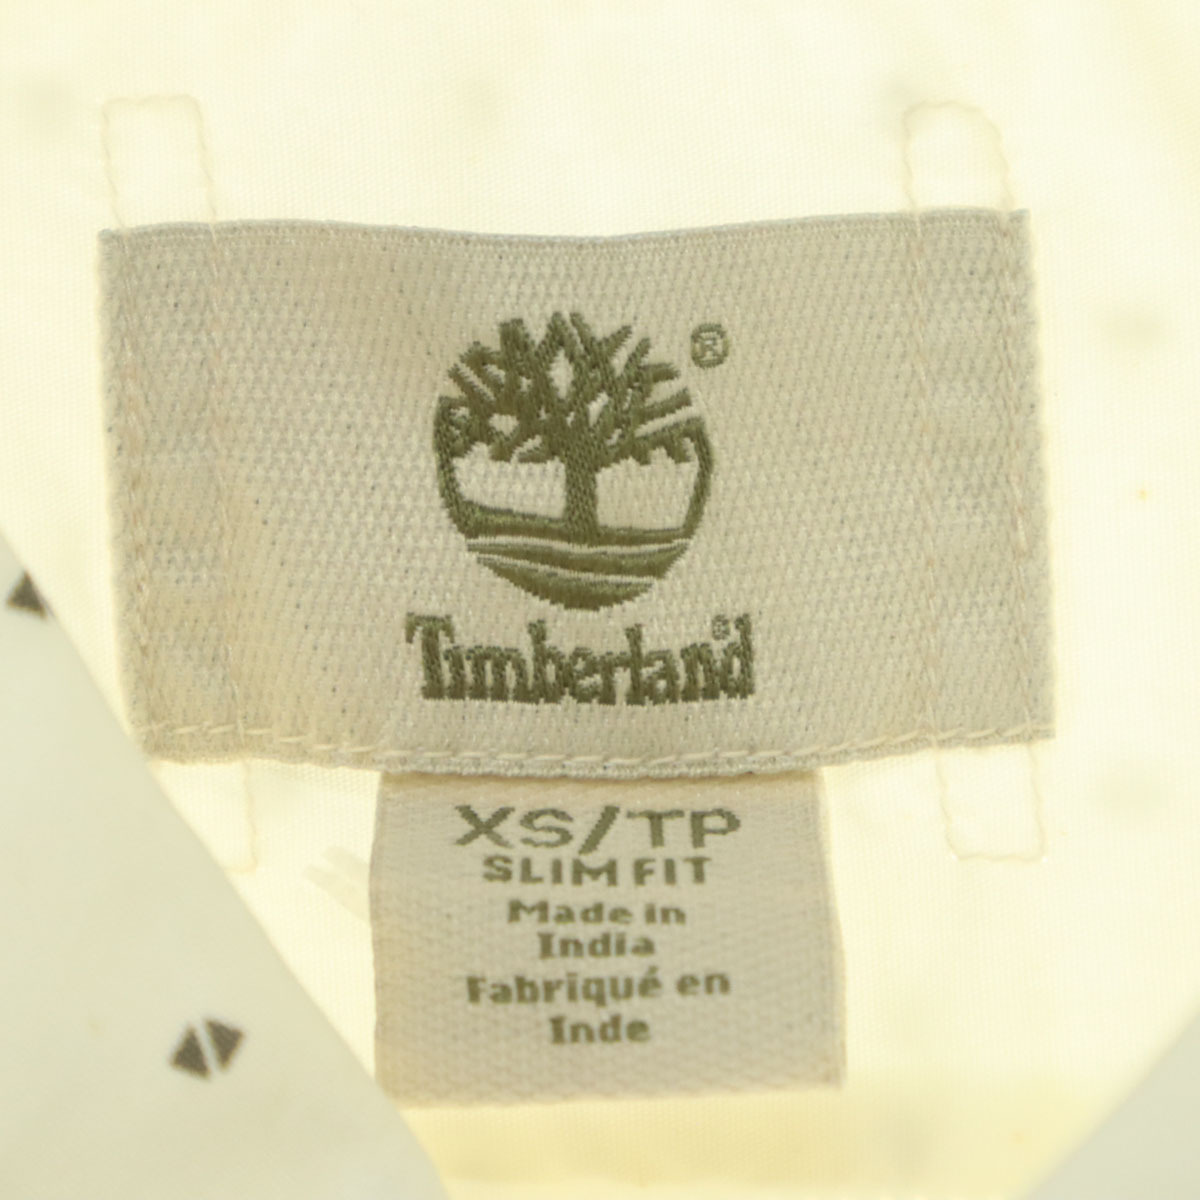 ®
Timberland®
XS/TP
SLIM FIT
Made in
India
Fabriqué en
Inde